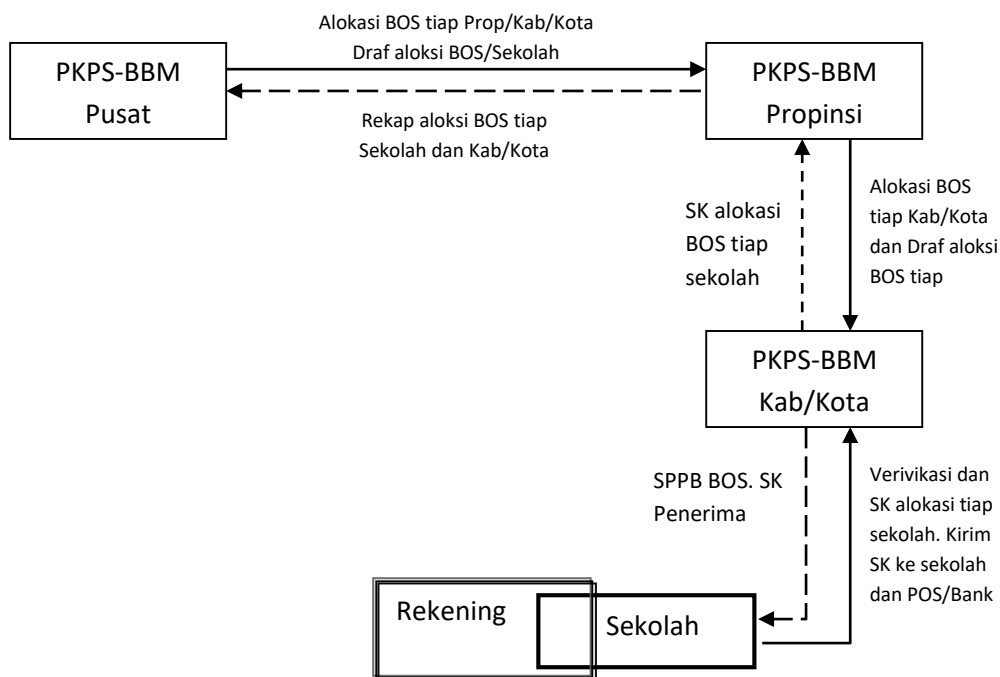 Alokasi BOS tiap Prop/Kab/Kota
Draf aloksi BOS/Sekolah
PKPS-BBM
Pusat
PKPS-BBM
Propinsi
Rekap aloksi BOS tiap
Sekolah dan Kab/Kota
SK alokasi
BOS tiap
sekolah
Alokasi BOS
tiap Kab/Kota
dan Draf aloksi
BOS tiap
PKPS-BBM
Kab/Kota
SPPB BOS. SK
Penerima
Verivikasi dan
SK alokasi tiap
sekolah. Kirim
SK ke sekolah
dan POS/Bank
Rekening
Sekolah